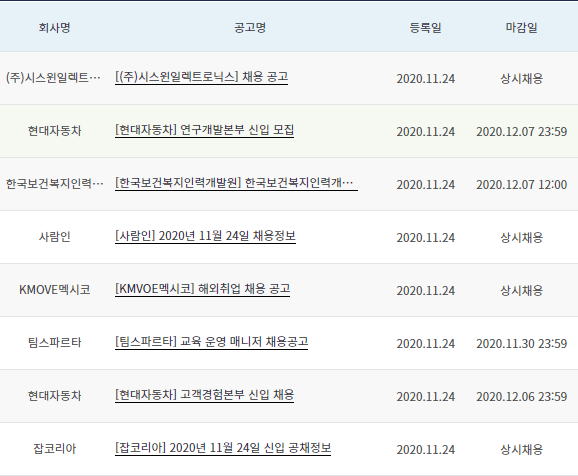 회사명 공고명 등록일 마감일
(주)시스윈일렉트… [(주)시스윈일렉트로닉스] 채용 공고 2020.11.24 상시채용
현대자동차 [현대자동차] 연구개발본부 신입 모집 2020.11.24 2020.12.07 23:59
한국보건복지인력… [한국보건복지인력개발원] 한국보건복지인력개… 2020.11.24 2020.12.07 12:00
사람인 [사람인] 2020년 11월 24일 채용정보 2020.11.24 상시채용
KMOVE멕시코 [KMVOE멕시코] 해외취업 채용 공고 2020.11.24 상시채용
팀스파르타 [팀스파르타] 교육 운영 매니저 채용공고 2020.11.24 2020.11.30 23:59
현대자동차 [현대자동차] 고객경험본부 신입 채용 2020.11.24 2020.12.06 23:59
잡코리아 [잡코리아] 2020년 11월 24일 신입 공채정보 2020.11.24 상시채용